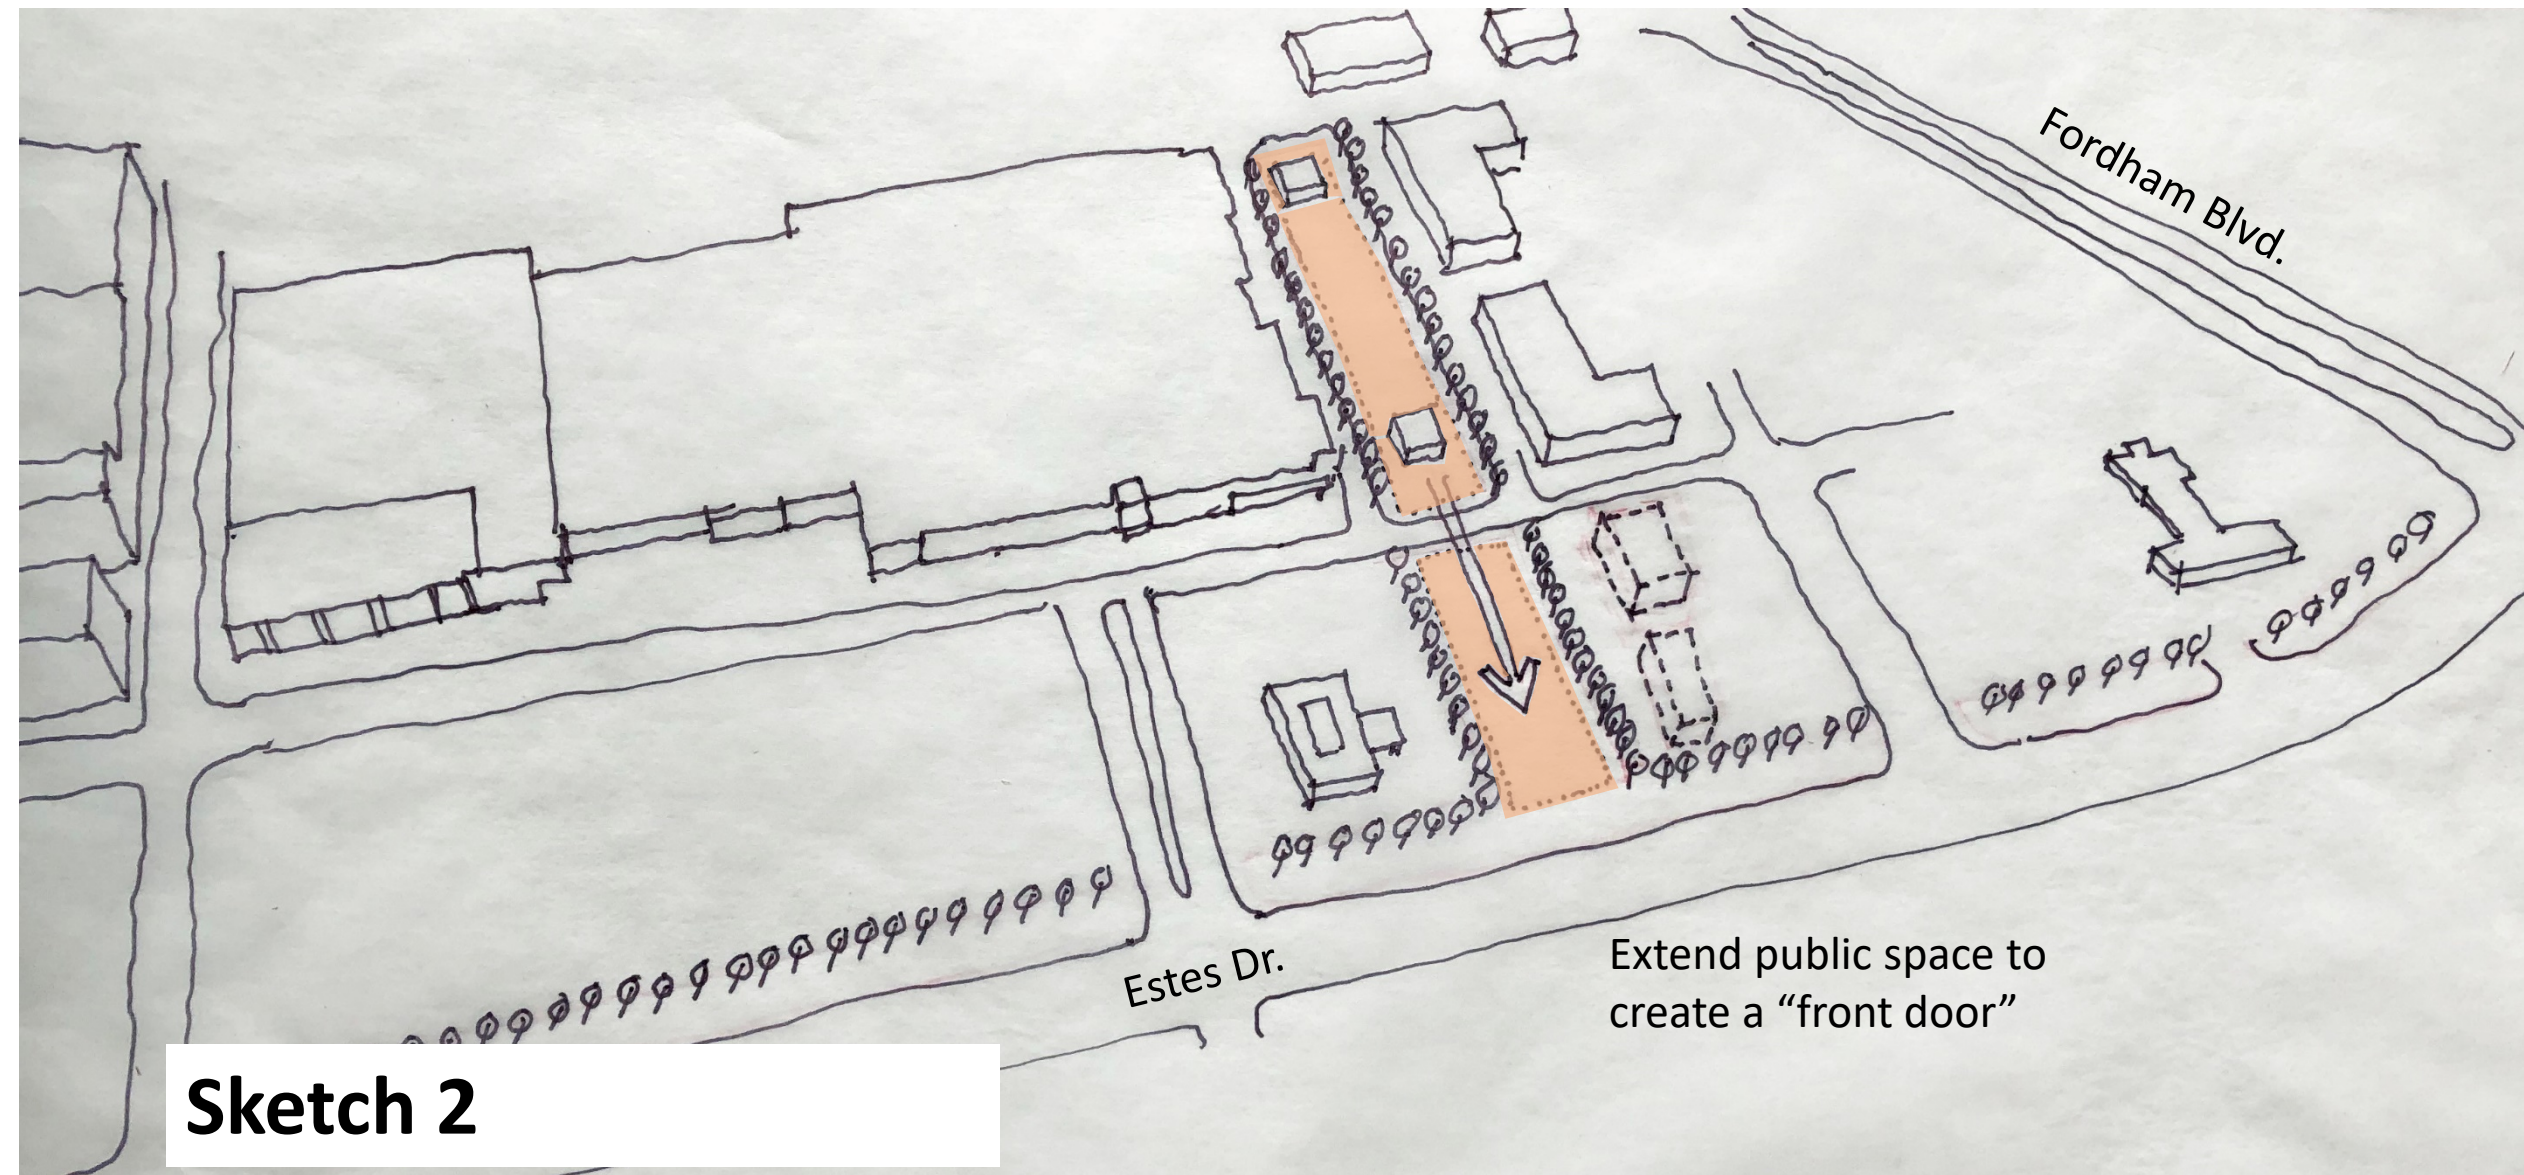 Fordham Blvd.
Estes Dr.
Extend public space to
create a “front door”
Sketch 2